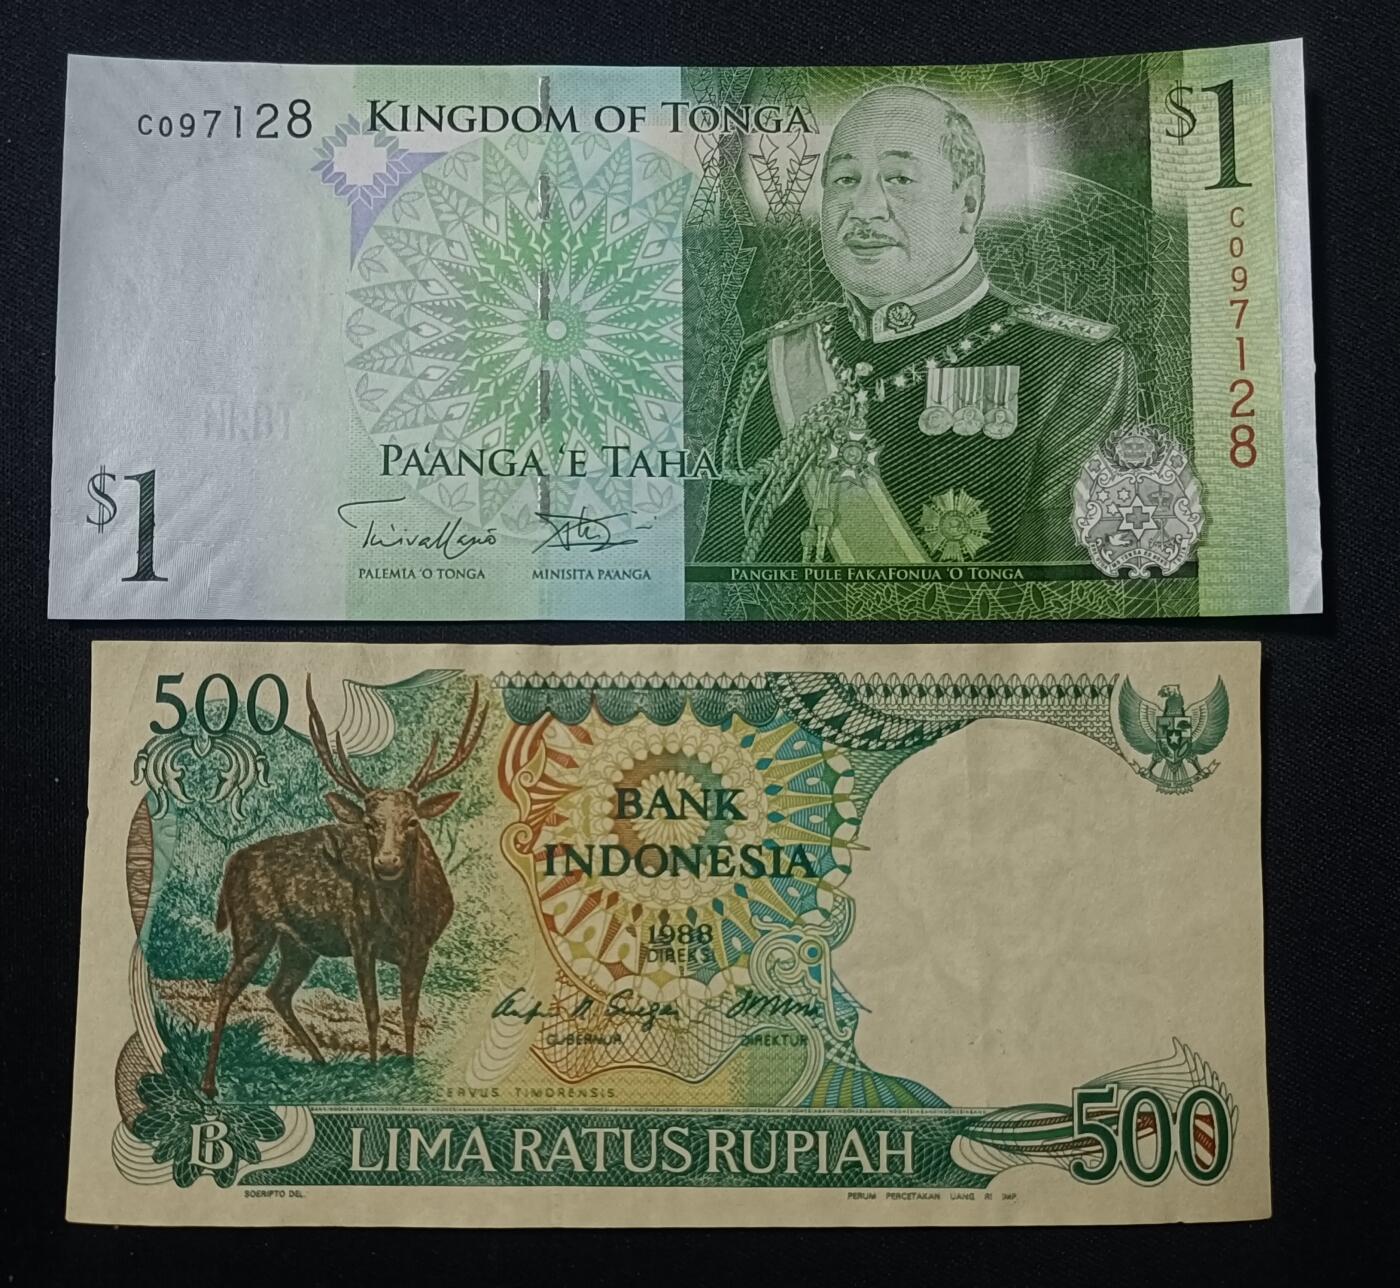 C097128
KINGDOM OF TONGA
$1
C097128
PA'ANGA 'E TAHA
$1
PALEMIA 'O TONGA
MINISITA PA'ANGA
PANGIKE PULE FAKAFONUA 'O TONGA
500
BANK
INDONESIA
1988
DIREKSI
GUBERNUR
DIREKTUR
CERVUS TIMORENSIS
B
LIMA RATUS RUPIAH
500
SOERIPTO DEL.
PERUM PERCETAKAN UANG RI IMP.